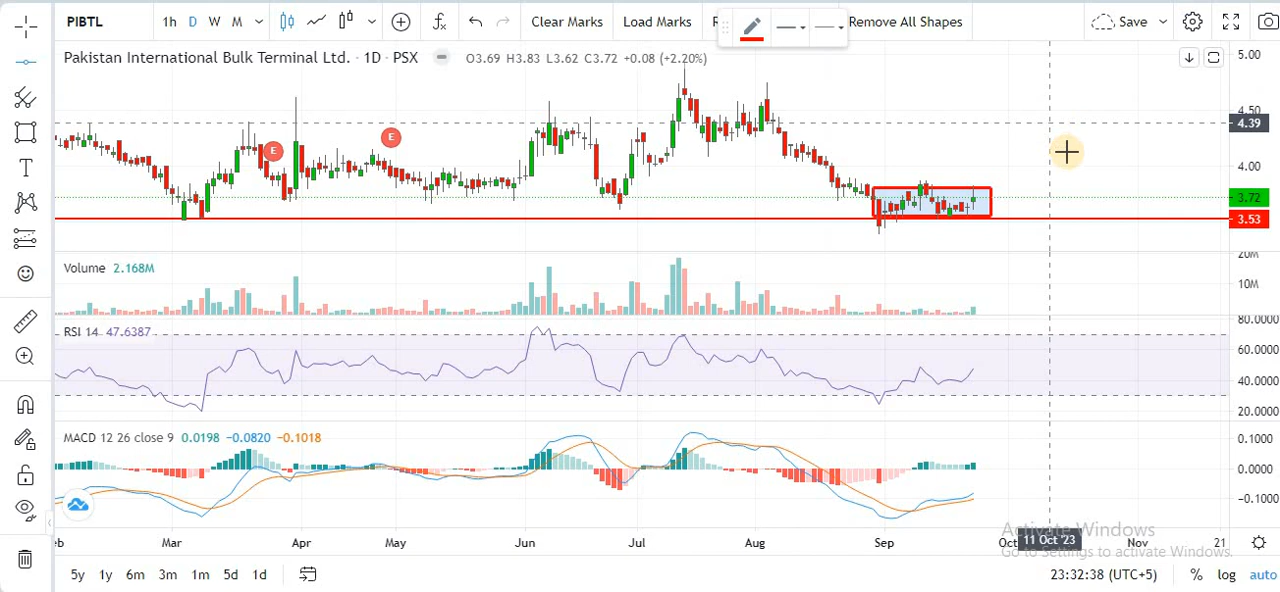 PIBTL 1h D W M Clear Marks Load Marks Remove All Shapes Save
Pakistan International Bulk Terminal Ltd. · 1D · PSX O3.69 H3.83 L3.62 C3.72 +0.08 (+2.20%)
5.00
4.50
4.39
4.00
3.72
3.53
E
E
Volume 2.168M
20M
10M
RSI 14 47.6387
80.0000
60.0000
40.0000
20.0000
MACD 12 26 close 9 0.0198 −0.0820 −0.1018
0.1000
0.0000
-0.1000
Mar Apr May Jun Jul Aug Sep Oct 11 Oct '23 Nov 21
Activate Windows
Go to Settings to activate Windows.
5y 1y 6m 3m 1m 5d 1d 23:32:38 (UTC+5) % log auto